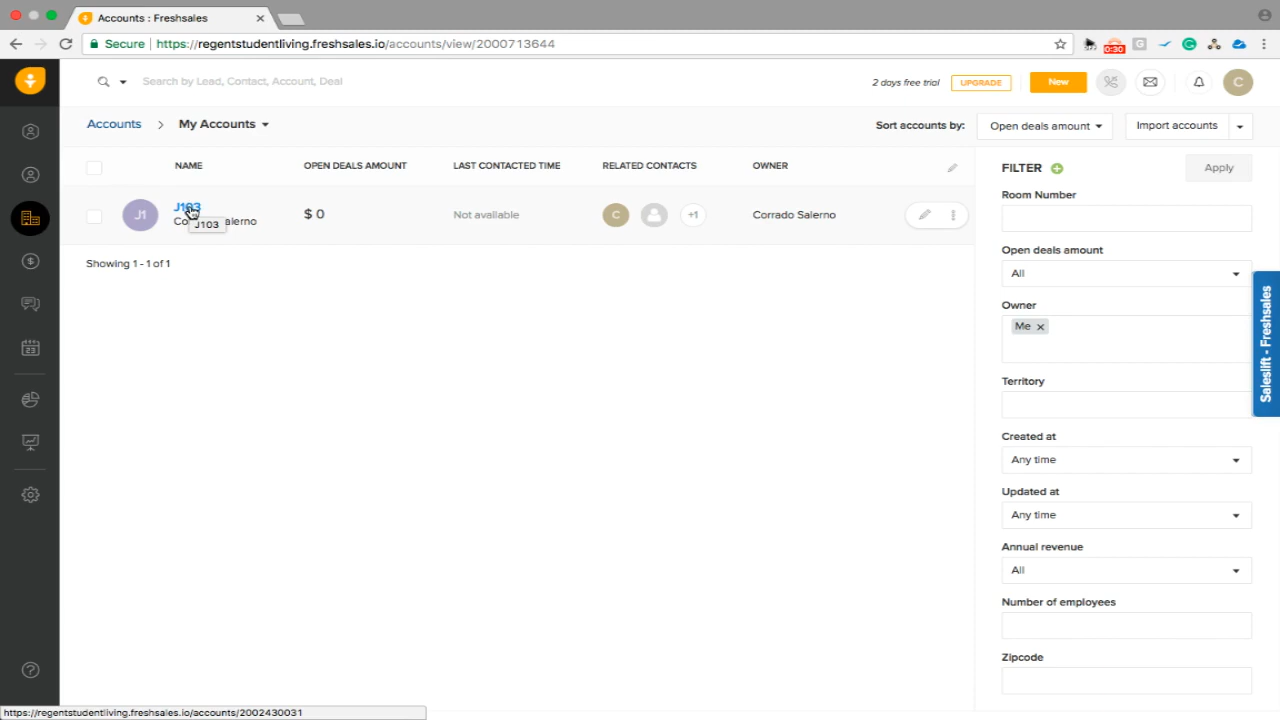 Accounts : Freshsales
Secure https://regentstudentliving.freshsales.io/accounts/view/2000713644
0:30
G
Search by Lead, Contact, Account, Deal
2 days free trial UPGRADE New C
Accounts > My Accounts
Sort accounts by: Open deals amount Import accounts
NAME OPEN DEALS AMOUNT LAST CONTACTED TIME RELATED CONTACTS OWNER
J1 J103 $ 0 Not available C +1 Corrado Salerno
J103
Showing 1 - 1 of 1
FILTER Apply
Room Number
Open deals amount
All
Owner
Me ×
Territory
Created at
Any time
Updated at
Any time
Annual revenue
All
Number of employees
Zipcode
Saleslift - Freshsales
23
https://regentstudentliving.freshsales.io/accounts/2002430031